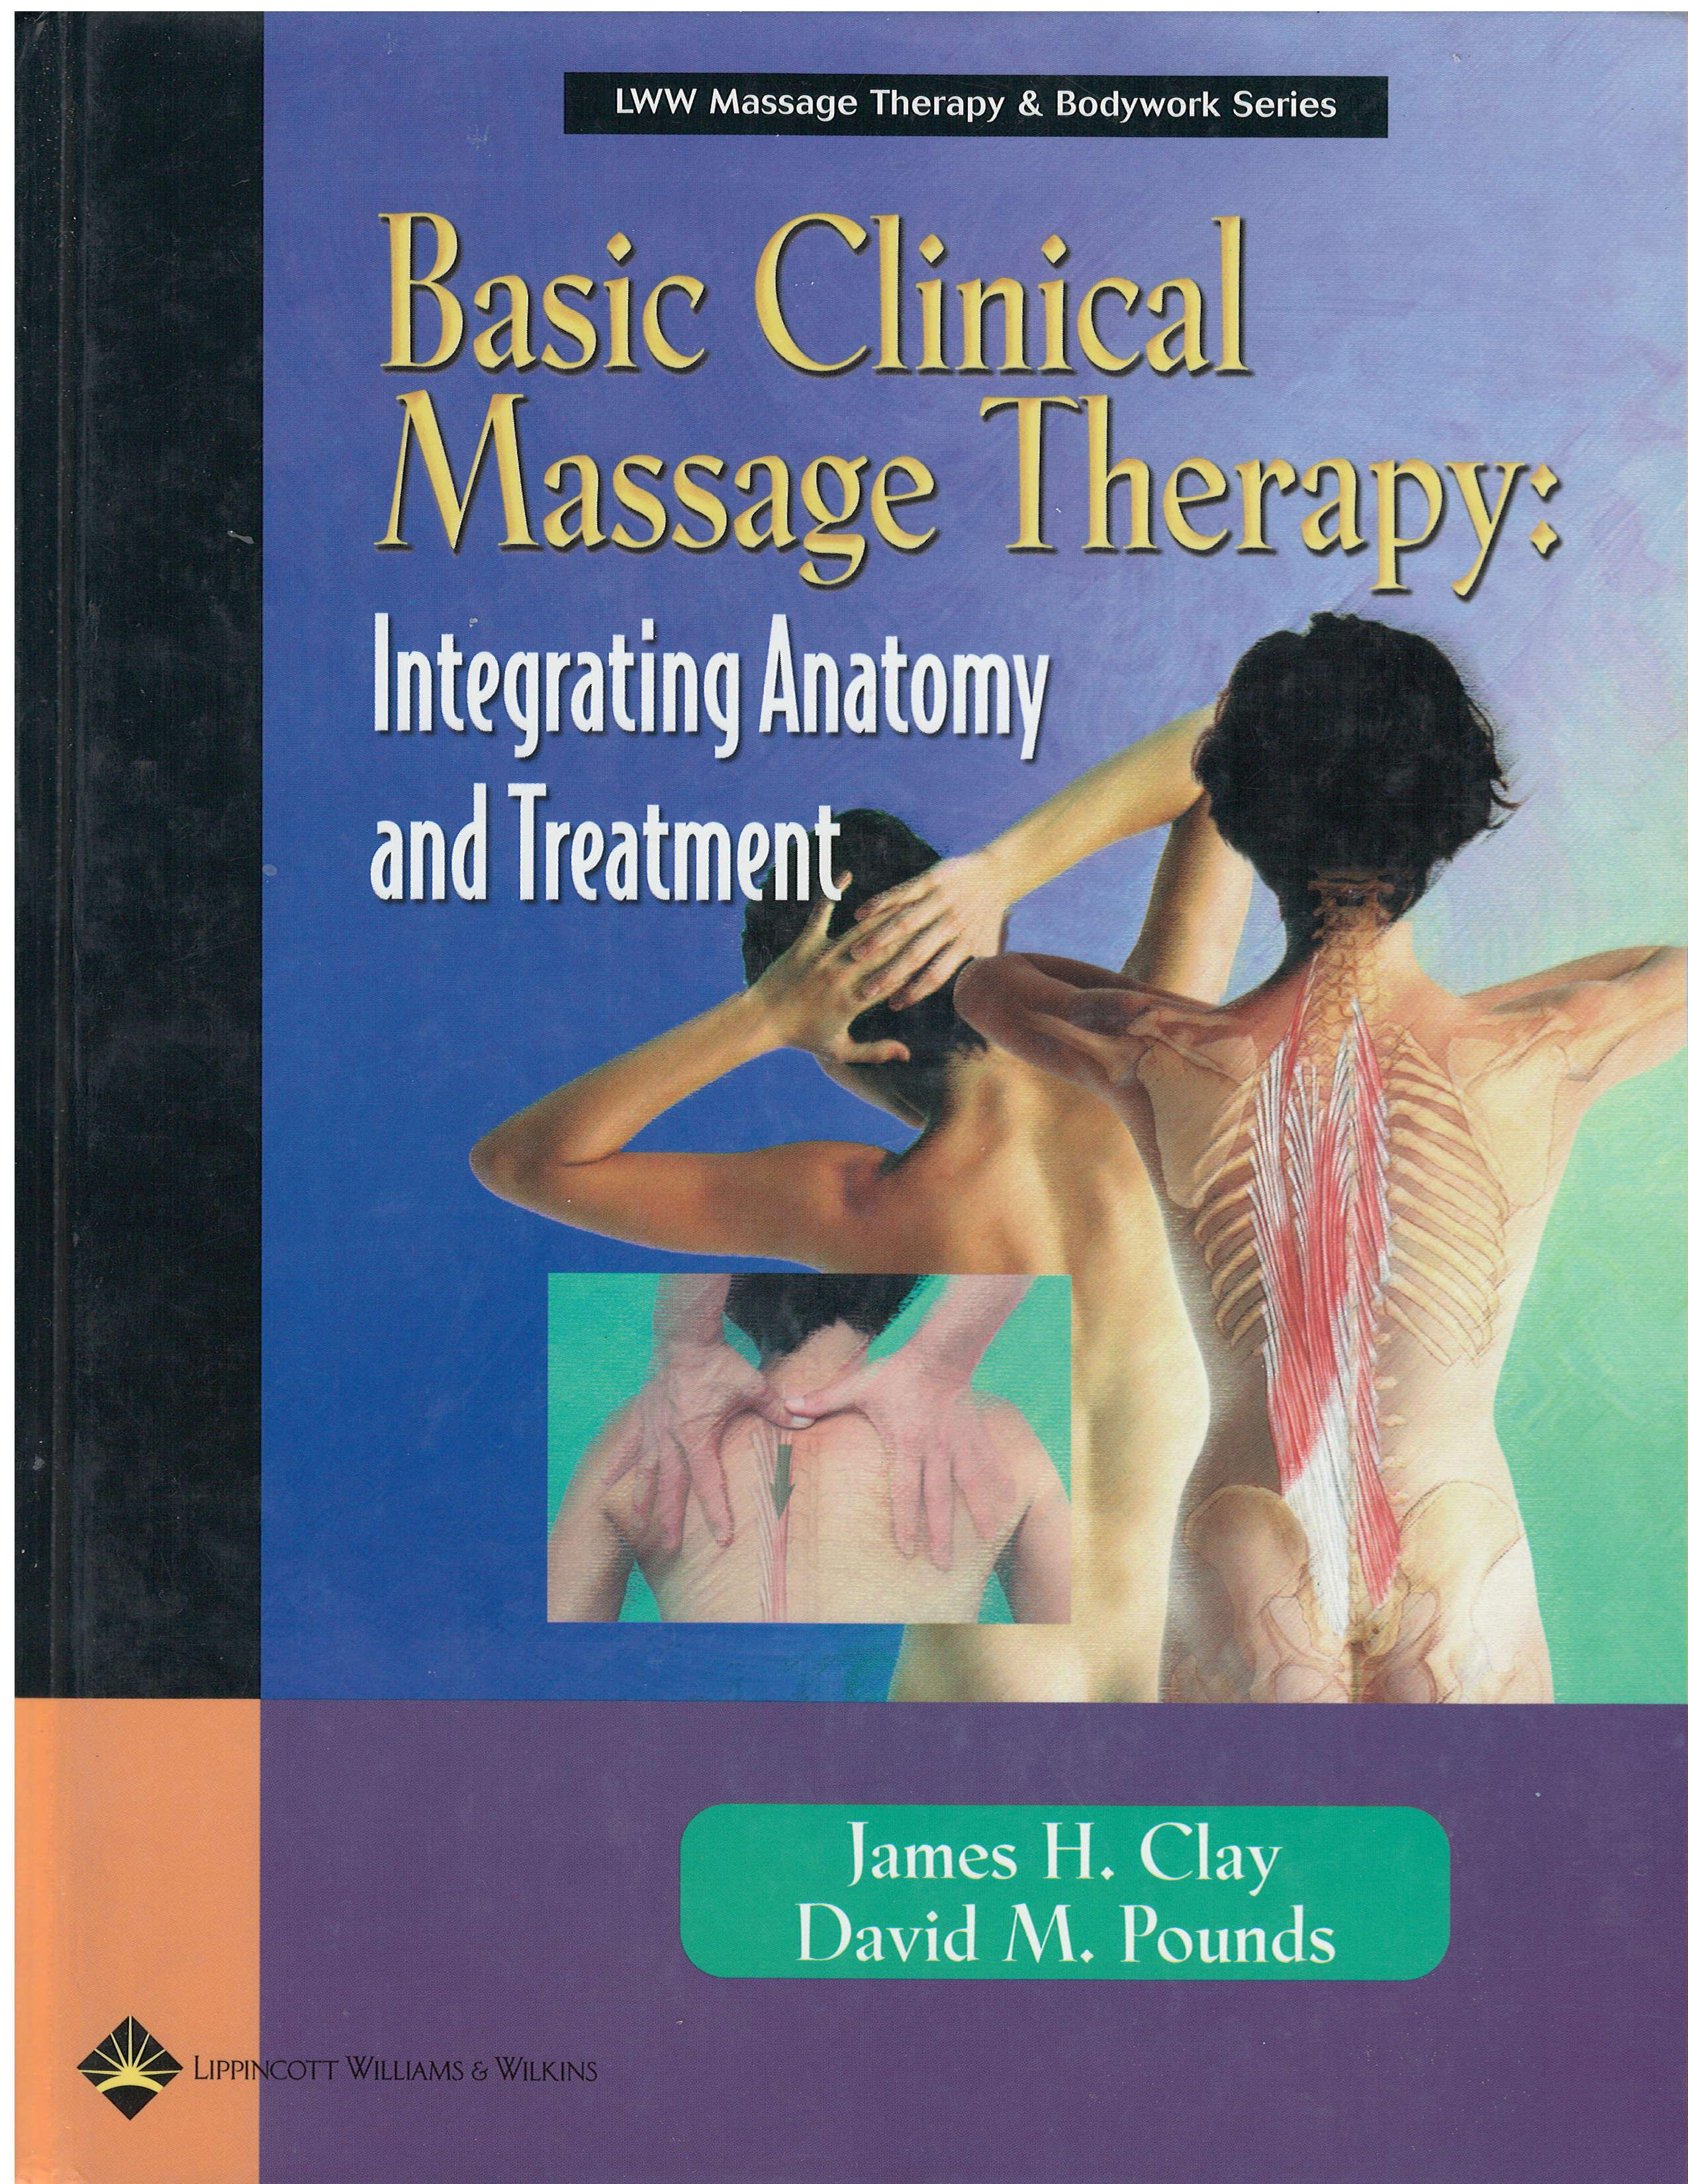 LWW Massage Therapy & Bodywork Series
Basic Clinical
Massage Therapy:
Integrating Anatomy
and Treatment
James H. Clay
David M. Pounds
LIPPINCOTT WILLIAMS & WILKINS